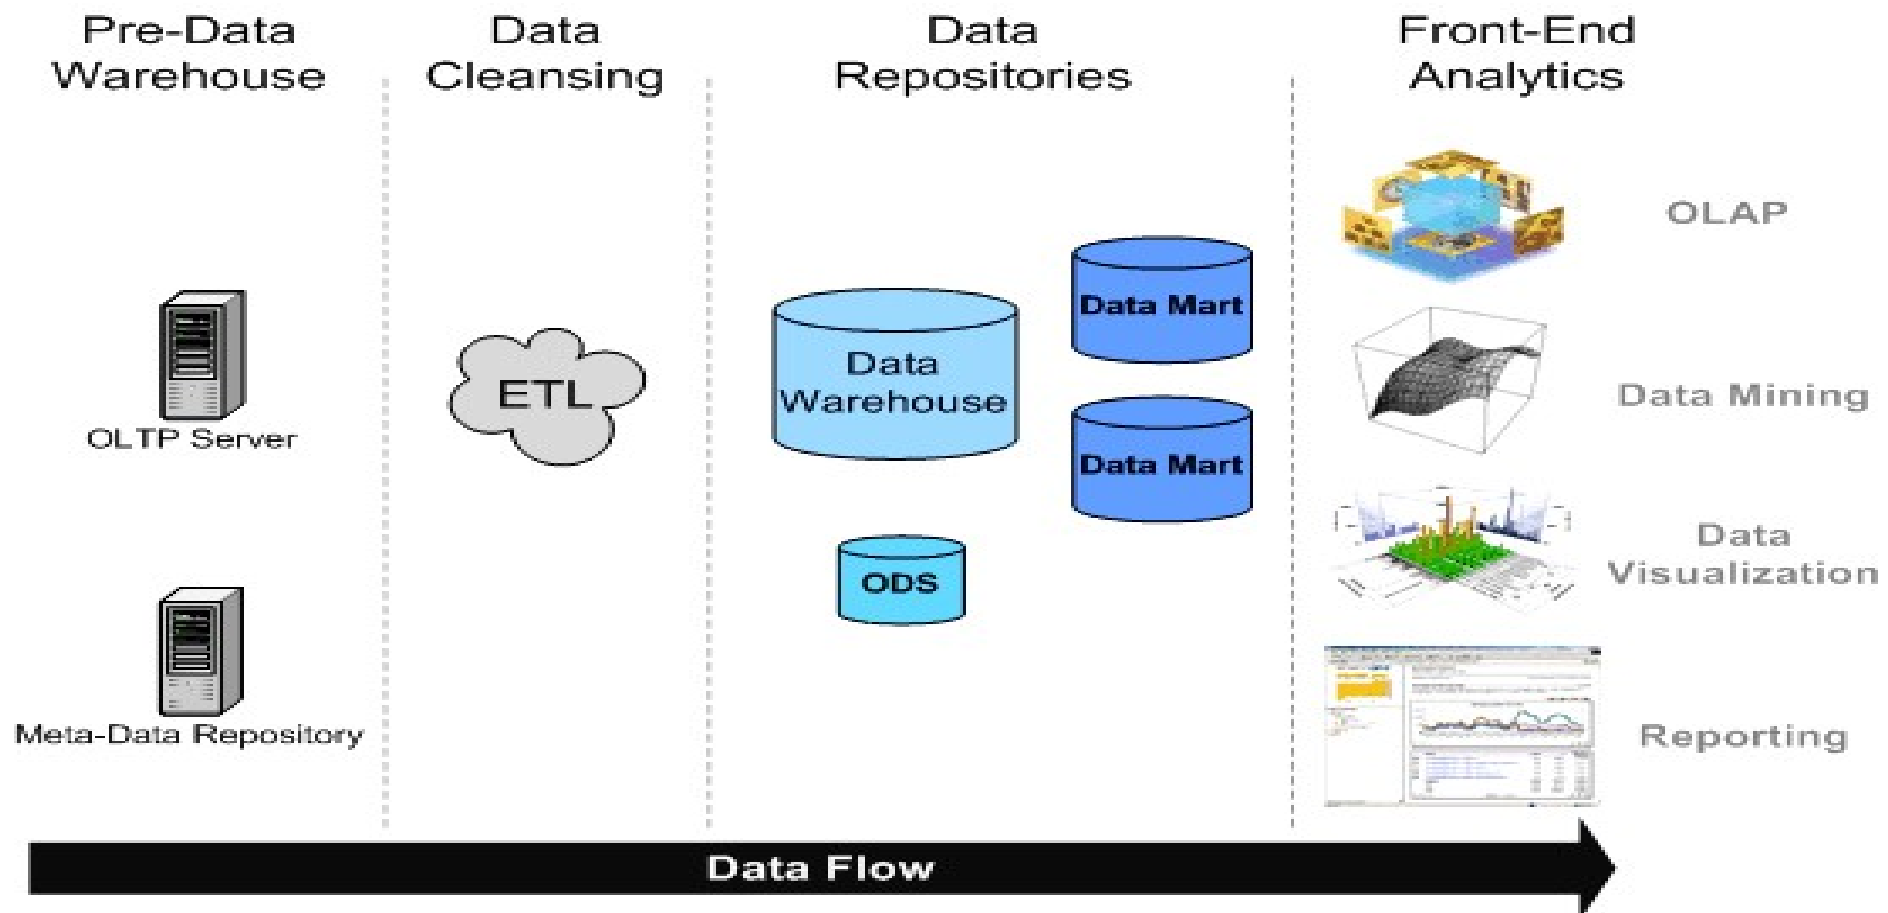 Pre-Data
Warehouse
Data
Cleansing
Data
Repositories
Front-End
Analytics
OLTP Server
Meta-Data Repository
ETL
Data
Warehouse
Data Mart
Data Mart
ODS
OLAP
Data Mining
Data
Visualization
Reporting
Data Flow